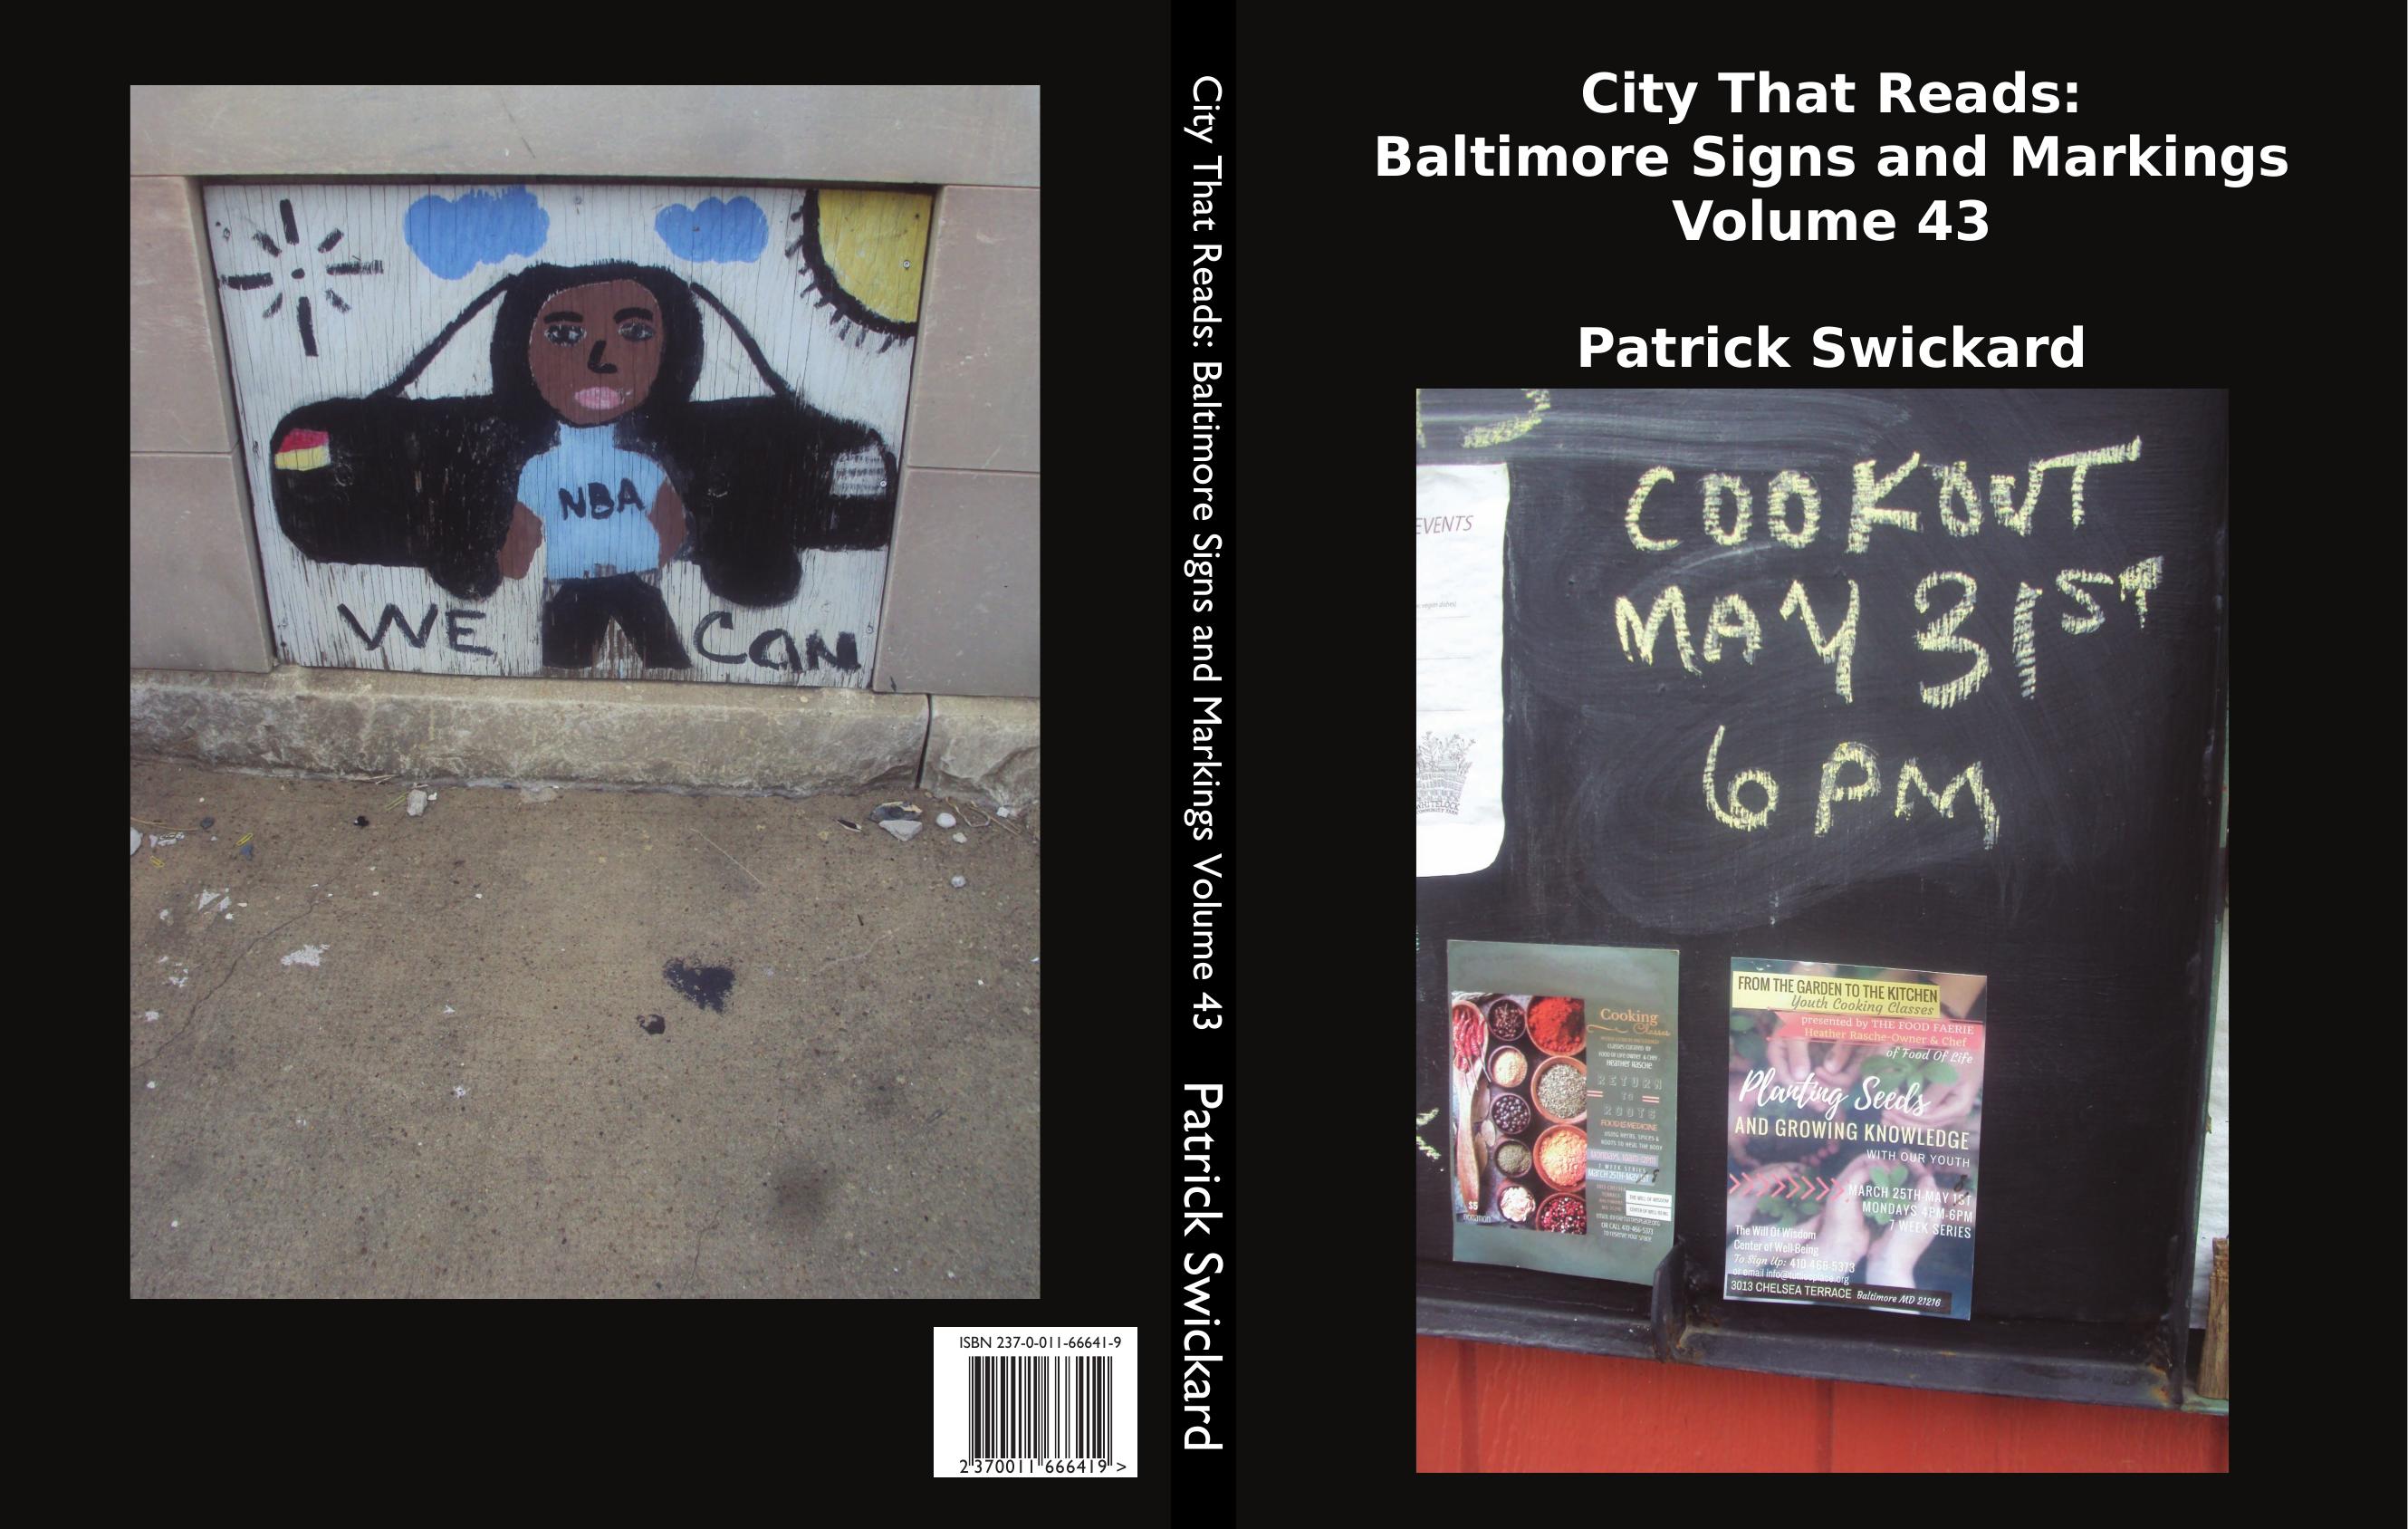 NBA
WE CAN
ISBN 237-0-011-66641-9
2 370011 666419 >
City That Reads: Baltimore Signs and Markings Volume 43 Patrick Swickard
City That Reads:
Baltimore Signs and Markings
Volume 43
Patrick Swickard
EVENTS
COOKOUT
MAY 31ST
6 PM
Cooking
Classes
HEATHER RASCHE
RETURN
TO
ROOTS
$5
FROM THE GARDEN TO THE KITCHEN
Youth Cooking Classes
presented by THE FOOD FAERIE
Heather Rasche-Owner & Chef
of Food Of Life
Planting Seeds
AND GROWING KNOWLEDGE
WITH OUR YOUTH
MARCH 25TH-MAY 1ST
MONDAYS 4PM-6PM
7 WEEK SERIES
The Will Of Wisdom
Center of Well-Being
To Sign Up: 410 466-5373
3013 CHELSEA TERRACE Baltimore MD 21216